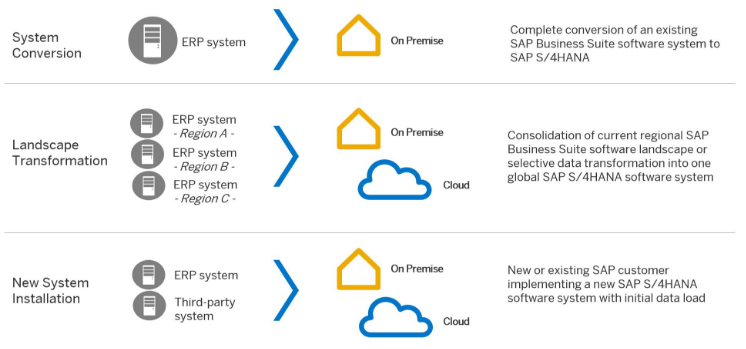 System
Conversion
ERP system
On Premise
Complete conversion of an existing
SAP Business Suite software system to
SAP S/4HANA
Landscape
Transformation
ERP system
- Region A -
ERP system
- Region B -
ERP system
- Region C -
On Premise
Cloud
Consolidation of current regional SAP
Business Suite software landscape or
selective data transformation into one
global SAP S/4HANA software system
New System
Installation
ERP system
Third-party
system
On Premise
Cloud
New or existing SAP customer
implementing a new SAP S/4HANA
software system with initial data load